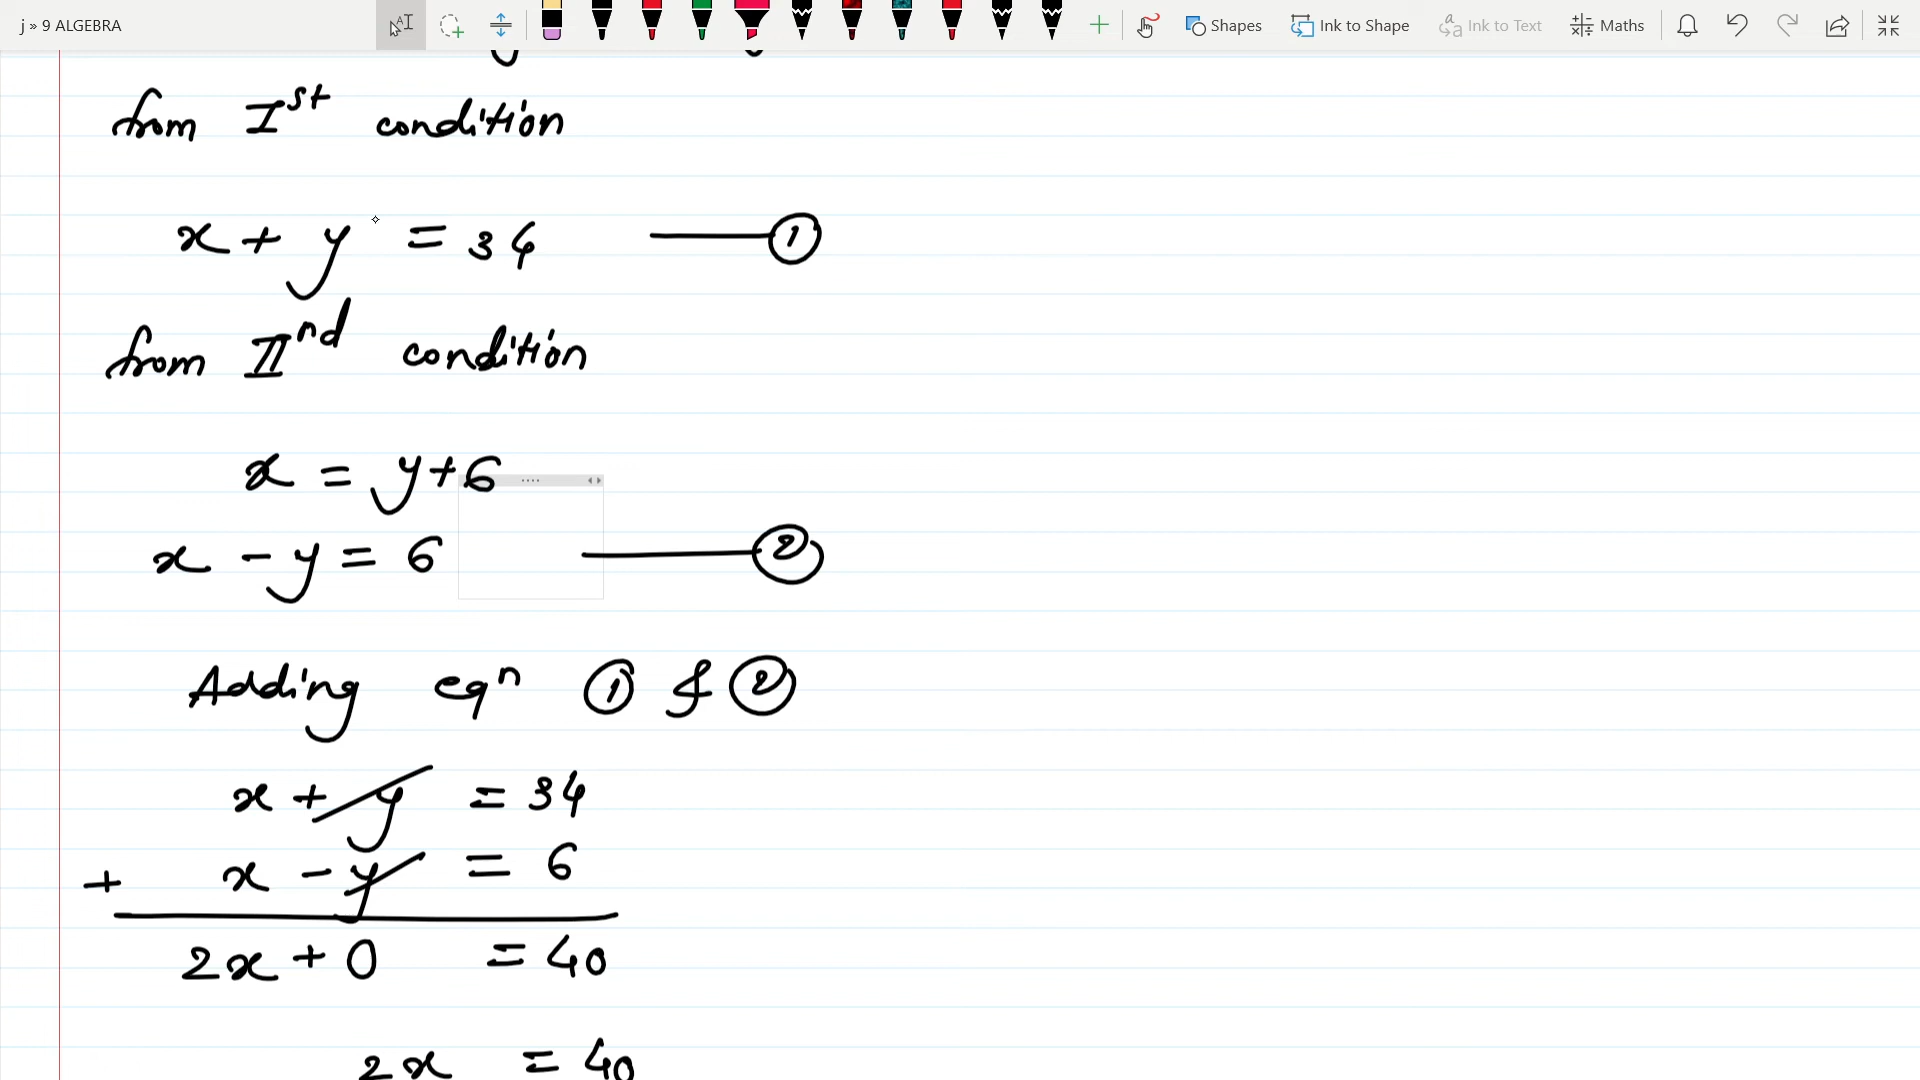 j » 9 ALGEBRA Shapes Ink to Shape Ink to Text Maths
from Ist condition
x + y = 34 —— 1
from IInd condition
x = y+6
x - y = 6 —— 2
Adding eqn 1 & 2
x + y = 34
+ x - y = 6
2x + 0 = 40
2x = 40